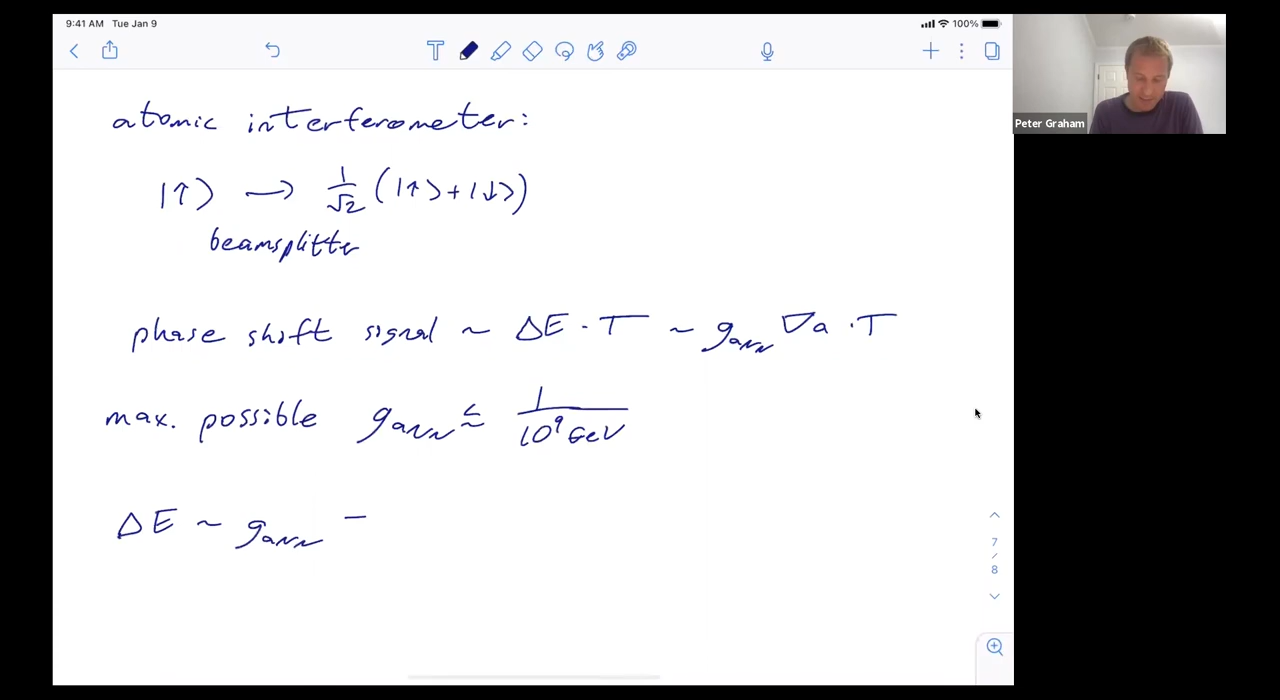 9:41 AM Tue Jan 9
100%
Peter Graham
atomic interferometer:
|↑⟩ → 1/√2 (|↑⟩ + |↓⟩)
beamsplitter
phase shift signal ~ ΔE · T ~ g_aNN ∇a · T
max. possible g_aNN ≲ 1/10⁹ GeV
ΔE ~ g_aNN –
7
/
8